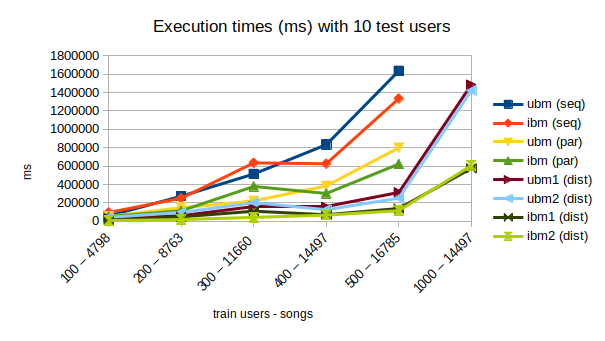 Execution times (ms) with 10 test users
1800000
1600000
1400000
1200000
1000000
800000
600000
400000
200000
0
ms
100 – 4798
200 – 8763
300 – 11660
400 – 14497
500 – 16785
1000 – 14497
train users - songs
ubm (seq)
ibm (seq)
ubm (par)
ibm (par)
ubm1 (dist)
ubm2 (dist)
ibm1 (dist)
ibm2 (dist)